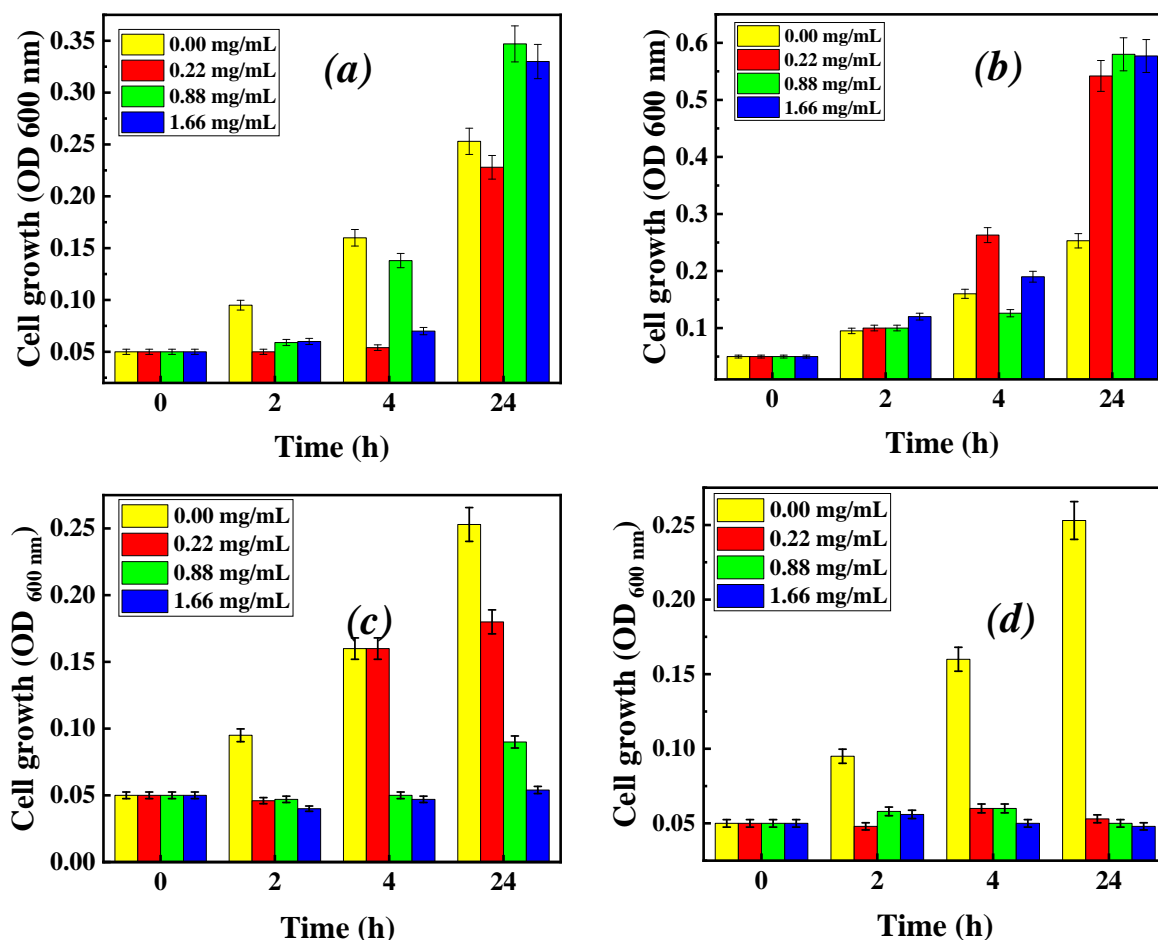 Cell growth (OD 600 nm)
0.35
0.30
0.25
0.20
0.15
0.10
0.05
0.00 mg/mL
0.22 mg/mL
0.88 mg/mL
1.66 mg/mL
(a)
0 2 4 24
Time (h)
Cell growth (OD 600 nm)
0.6
0.5
0.4
0.3
0.2
0.1
0.00 mg/mL
0.22 mg/mL
0.88 mg/mL
1.66 mg/mL
(b)
0 2 4 24
Time (h)
Cell growth (OD 600 nm)
0.25
0.20
0.15
0.10
0.05
0.00
0.00 mg/mL
0.22 mg/mL
0.88 mg/mL
1.66 mg/mL
(c)
0 2 4 24
Time (h)
Cell growth (OD 600 nm)
0.25
0.20
0.15
0.10
0.05
0.00 mg/mL
0.22 mg/mL
0.88 mg/mL
1.66 mg/mL
(d)
0 2 4 24
Time (h)